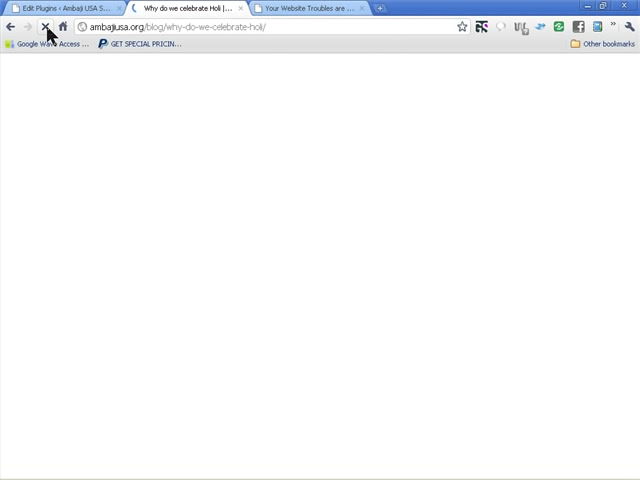 Edit Plugins ‹ Ambaji USA S... Why do we celebrate Holi |... Your Website Troubles are ...
ambajiusa.org/blog/why-do-we-celebrate-holi/
Google Wave Access ... GET SPECIAL PRICIN... Other bookmarks